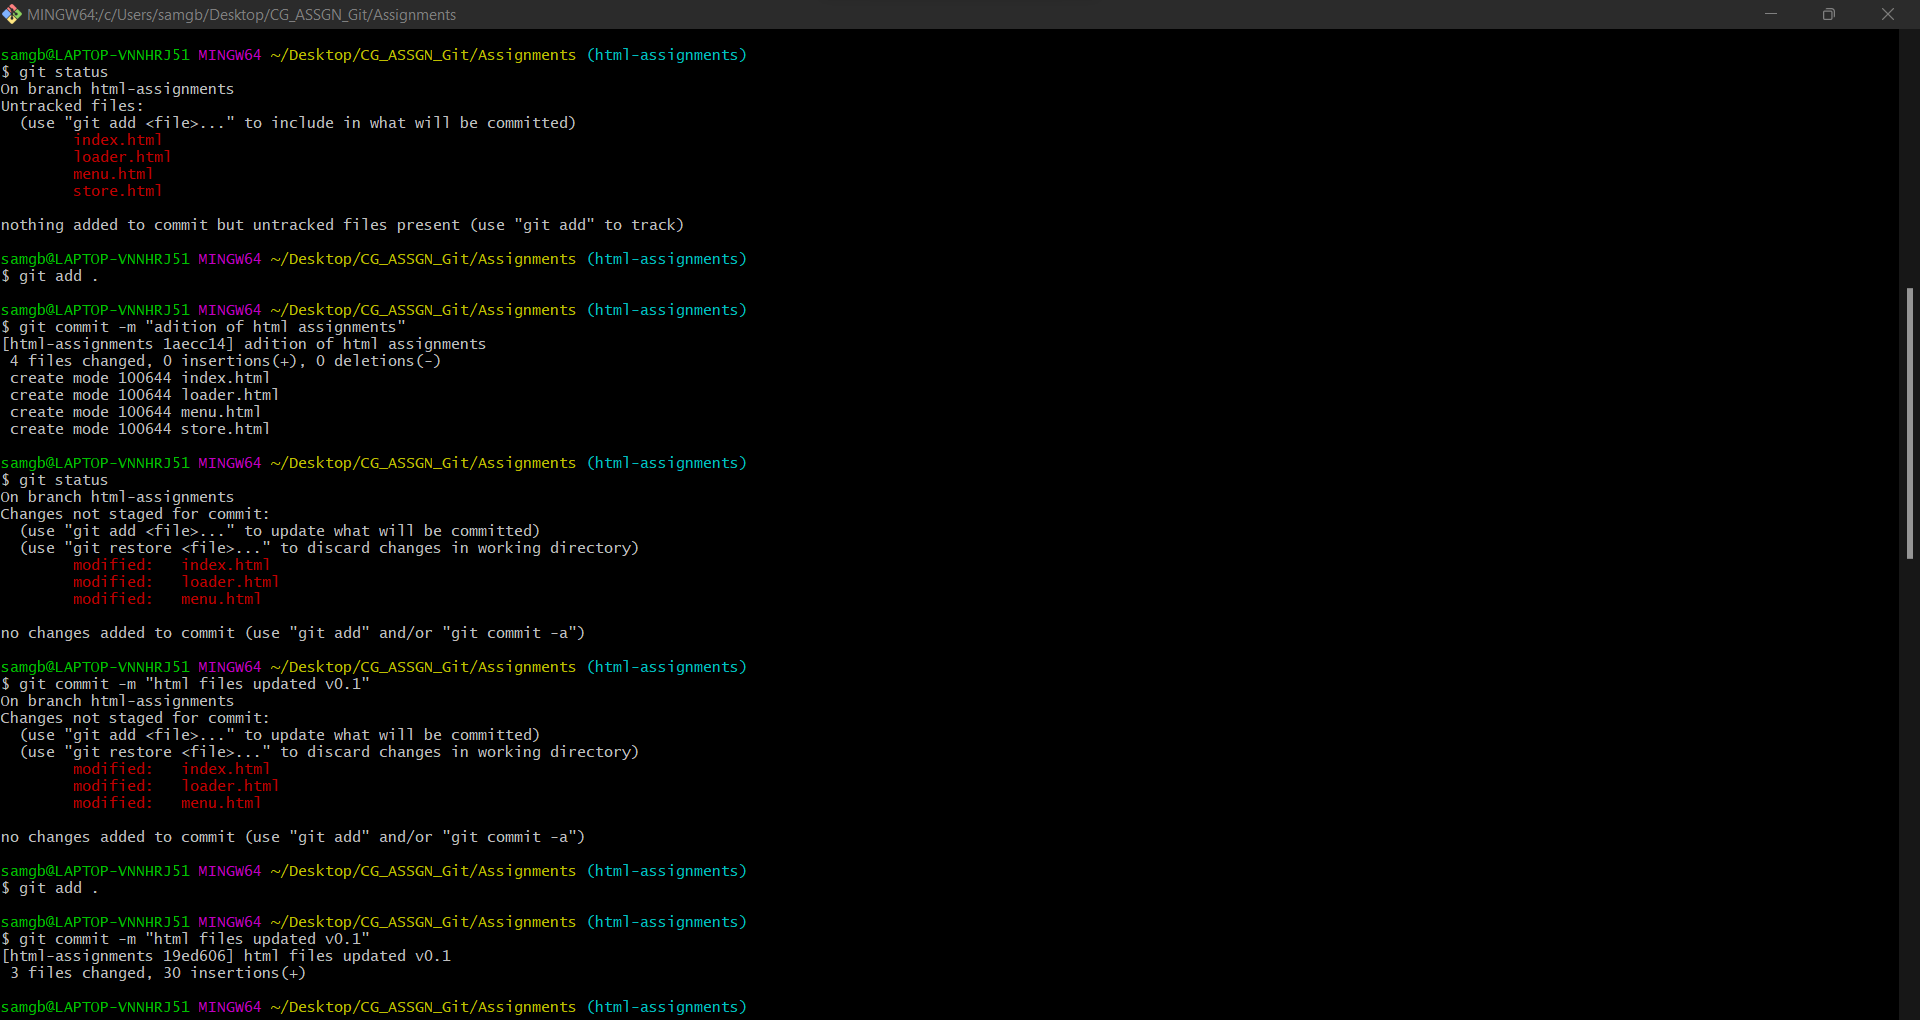 MINGW64:/c/Users/samgb/Desktop/CG_ASSGN_Git/Assignments
samgb@LAPTOP-VNNHRJ51 MINGW64 ~/Desktop/CG_ASSGN_Git/Assignments (html-assignments)
$ git status
On branch html-assignments
Untracked files:
  (use "git add <file>..." to include in what will be committed)
        index.html
        loader.html
        menu.html
        store.html
nothing added to commit but untracked files present (use "git add" to track)
samgb@LAPTOP-VNNHRJ51 MINGW64 ~/Desktop/CG_ASSGN_Git/Assignments (html-assignments)
$ git add .
samgb@LAPTOP-VNNHRJ51 MINGW64 ~/Desktop/CG_ASSGN_Git/Assignments (html-assignments)
$ git commit -m "adition of html assignments"
[html-assignments 1aecc14] adition of html assignments
 4 files changed, 0 insertions(+), 0 deletions(-)
 create mode 100644 index.html
 create mode 100644 loader.html
 create mode 100644 menu.html
 create mode 100644 store.html
samgb@LAPTOP-VNNHRJ51 MINGW64 ~/Desktop/CG_ASSGN_Git/Assignments (html-assignments)
$ git status
On branch html-assignments
Changes not staged for commit:
  (use "git add <file>..." to update what will be committed)
  (use "git restore <file>..." to discard changes in working directory)
        modified:   index.html
        modified:   loader.html
        modified:   menu.html
no changes added to commit (use "git add" and/or "git commit -a")
samgb@LAPTOP-VNNHRJ51 MINGW64 ~/Desktop/CG_ASSGN_Git/Assignments (html-assignments)
$ git commit -m "html files updated v0.1"
On branch html-assignments
Changes not staged for commit:
  (use "git add <file>..." to update what will be committed)
  (use "git restore <file>..." to discard changes in working directory)
        modified:   index.html
        modified:   loader.html
        modified:   menu.html
no changes added to commit (use "git add" and/or "git commit -a")
samgb@LAPTOP-VNNHRJ51 MINGW64 ~/Desktop/CG_ASSGN_Git/Assignments (html-assignments)
$ git add .
samgb@LAPTOP-VNNHRJ51 MINGW64 ~/Desktop/CG_ASSGN_Git/Assignments (html-assignments)
$ git commit -m "html files updated v0.1"
[html-assignments 19ed606] html files updated v0.1
 3 files changed, 30 insertions(+)
samgb@LAPTOP-VNNHRJ51 MINGW64 ~/Desktop/CG_ASSGN_Git/Assignments (html-assignments)